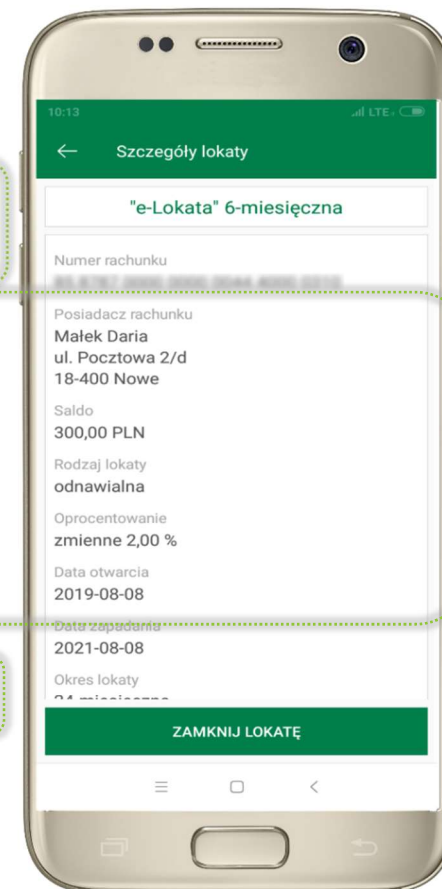 10:13
LTE
Szczegóły lokaty
"e-Lokata" 6-miesięczna
Numer rachunku
Posiadacz rachunku
Małek Daria
ul. Pocztowa 2/d
18-400 Nowe
Saldo
300,00 PLN
Rodzaj lokaty
odnawialna
Oprocentowanie
zmienne 2,00 %
Data otwarcia
2019-08-08
Data zapadania
2021-08-08
Okres lokaty
ZAMKNIJ LOKATĘ